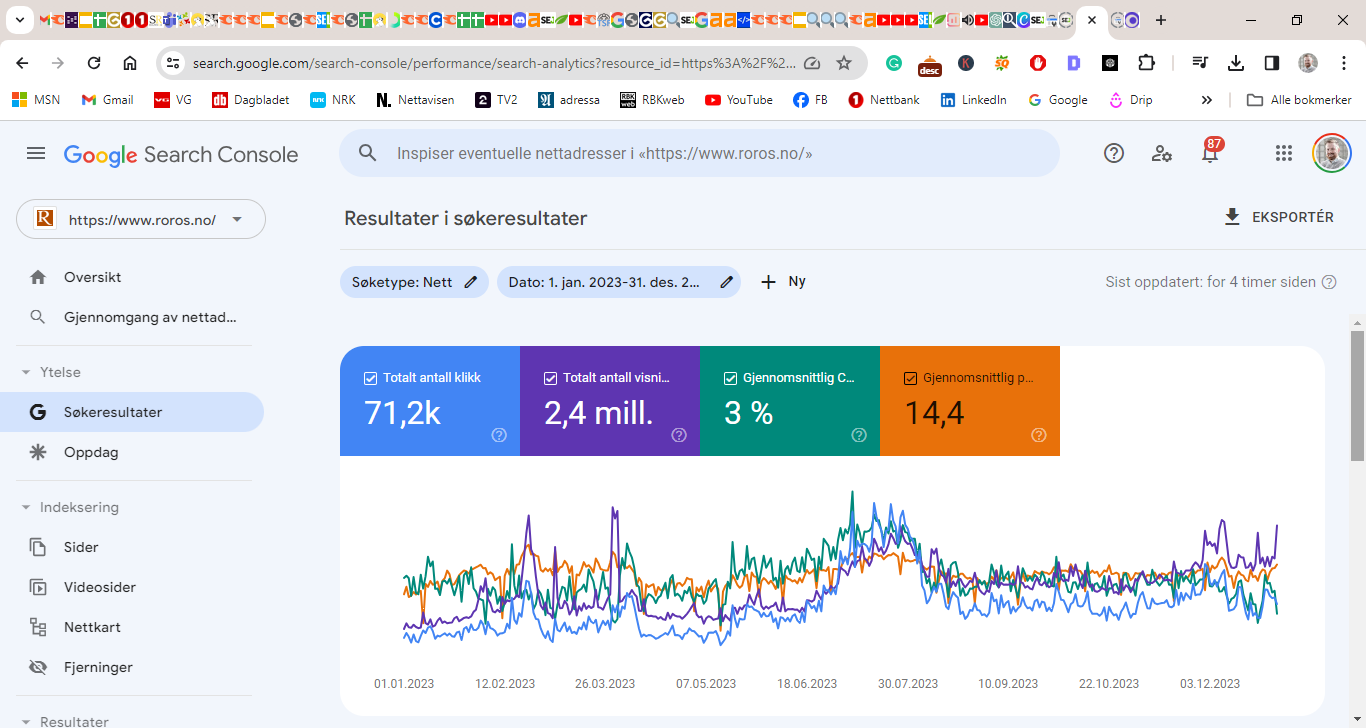 search.google.com/search-console/performance/search-analytics?resource_id=https%3A%2F%2...
desc
MSN Gmail VG Dagbladet NRK Nettavisen TV2 adressa RBKweb YouTube FB Nettbank LinkedIn Google Drip » Alle bokmerker
Google Search Console
Inspiser eventuelle nettadresser i «https://www.roros.no/»
87
R https://www.roros.no/
Resultater i søkeresultater
EKSPORTÉR
Oversikt
Gjennomgang av nettad...
Ytelse
Søkeresultater
Oppdag
Indeksering
Sider
Videosider
Nettkart
Fjerninger
Resultater
Søketype: Nett
Dato: 1. jan. 2023-31. des. 2...
Ny
Sist oppdatert: for 4 timer siden
Totalt antall klikk
71,2k
Totalt antall visni...
2,4 mill.
Gjennomsnittlig C...
3 %
Gjennomsnittlig p...
14,4
01.01.2023 12.02.2023 26.03.2023 07.05.2023 18.06.2023 30.07.2023 10.09.2023 22.10.2023 03.12.2023